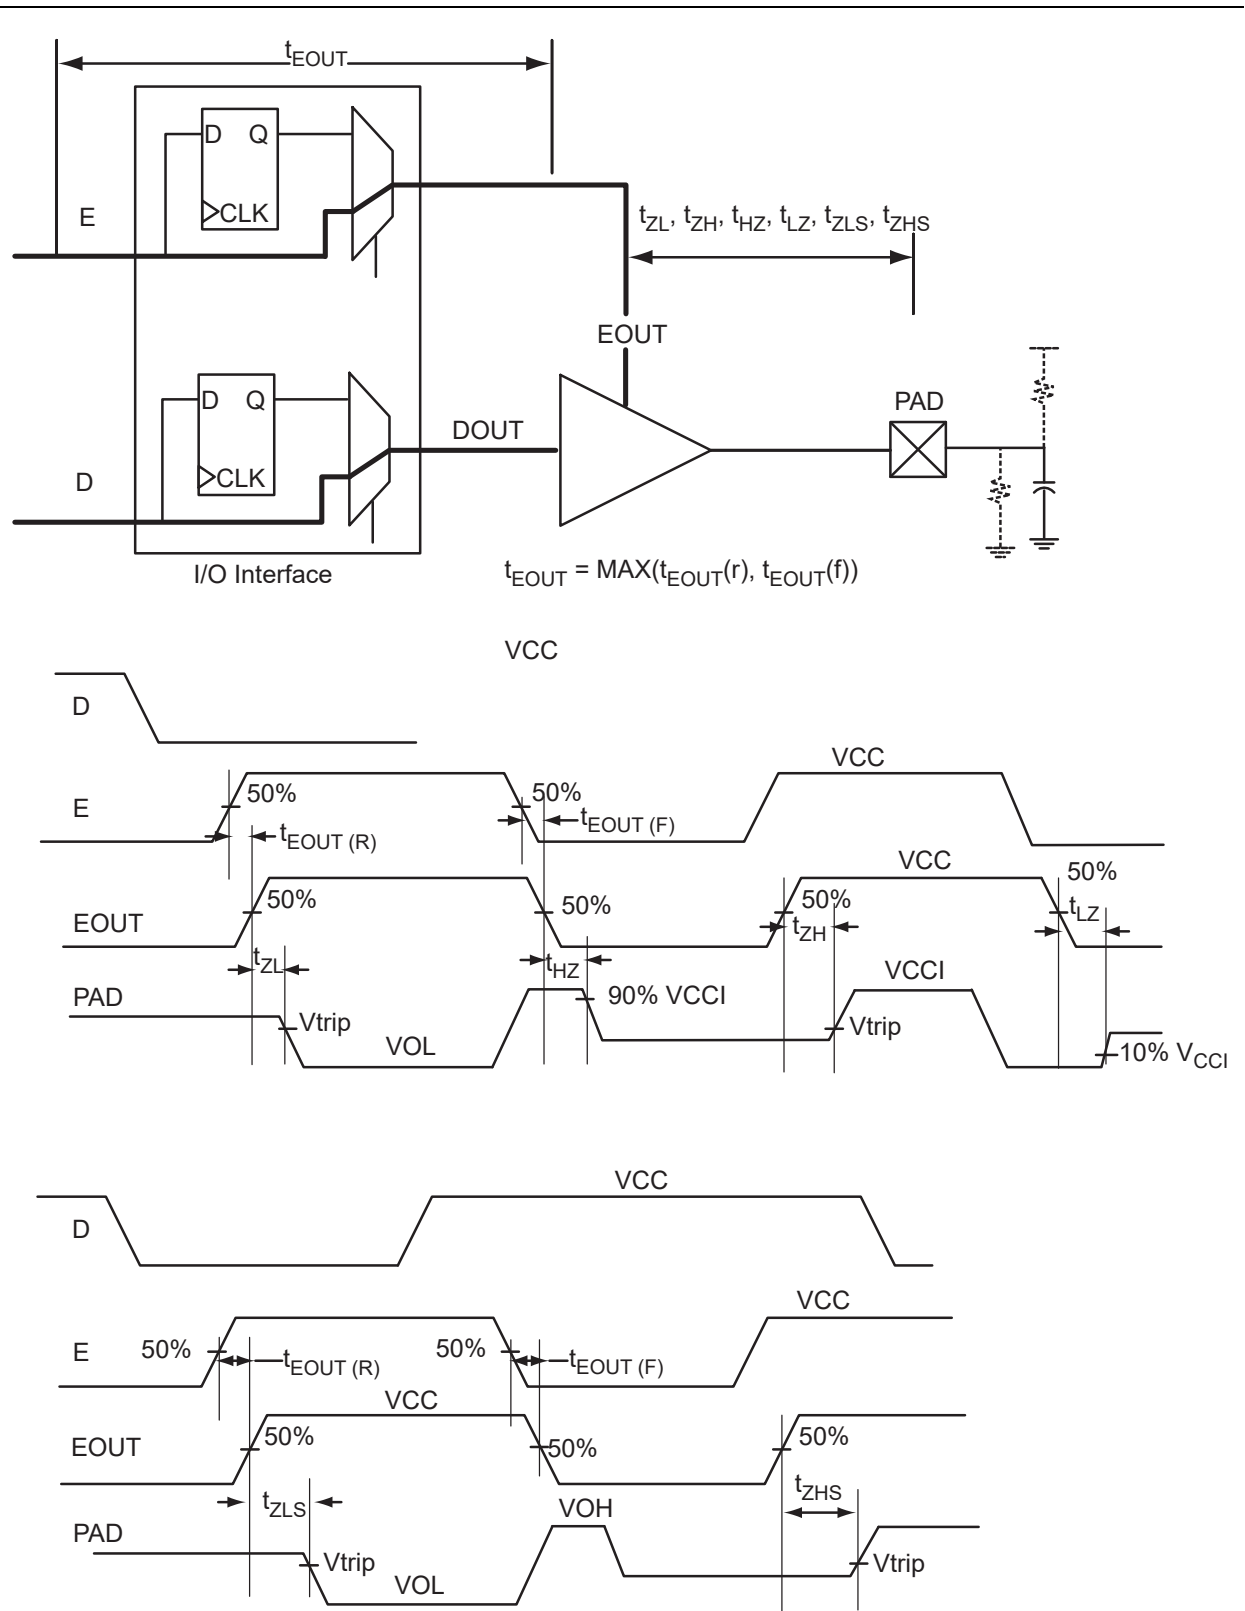 tEOUT
D Q
CLK
E
tZL, tZH, tHZ, tLZ, tZLS, tZHS
EOUT
D Q
CLK
D
DOUT
PAD
I/O Interface
tEOUT = MAX(tEOUT(r), tEOUT(f))
VCC
D
VCC
E
50%
50%
tEOUT (R)
tEOUT (F)
VCC
50%
EOUT
50%
50%
50%
tZL
tHZ
tZH
tLZ
PAD
VCCI
90% VCCI
Vtrip
Vtrip
VOL
10% VCCI
VCC
D
VCC
E
50%
50%
tEOUT (R)
tEOUT (F)
VCC
EOUT
50%
50%
50%
tZLS
tZHS
PAD
VOH
Vtrip
Vtrip
VOL